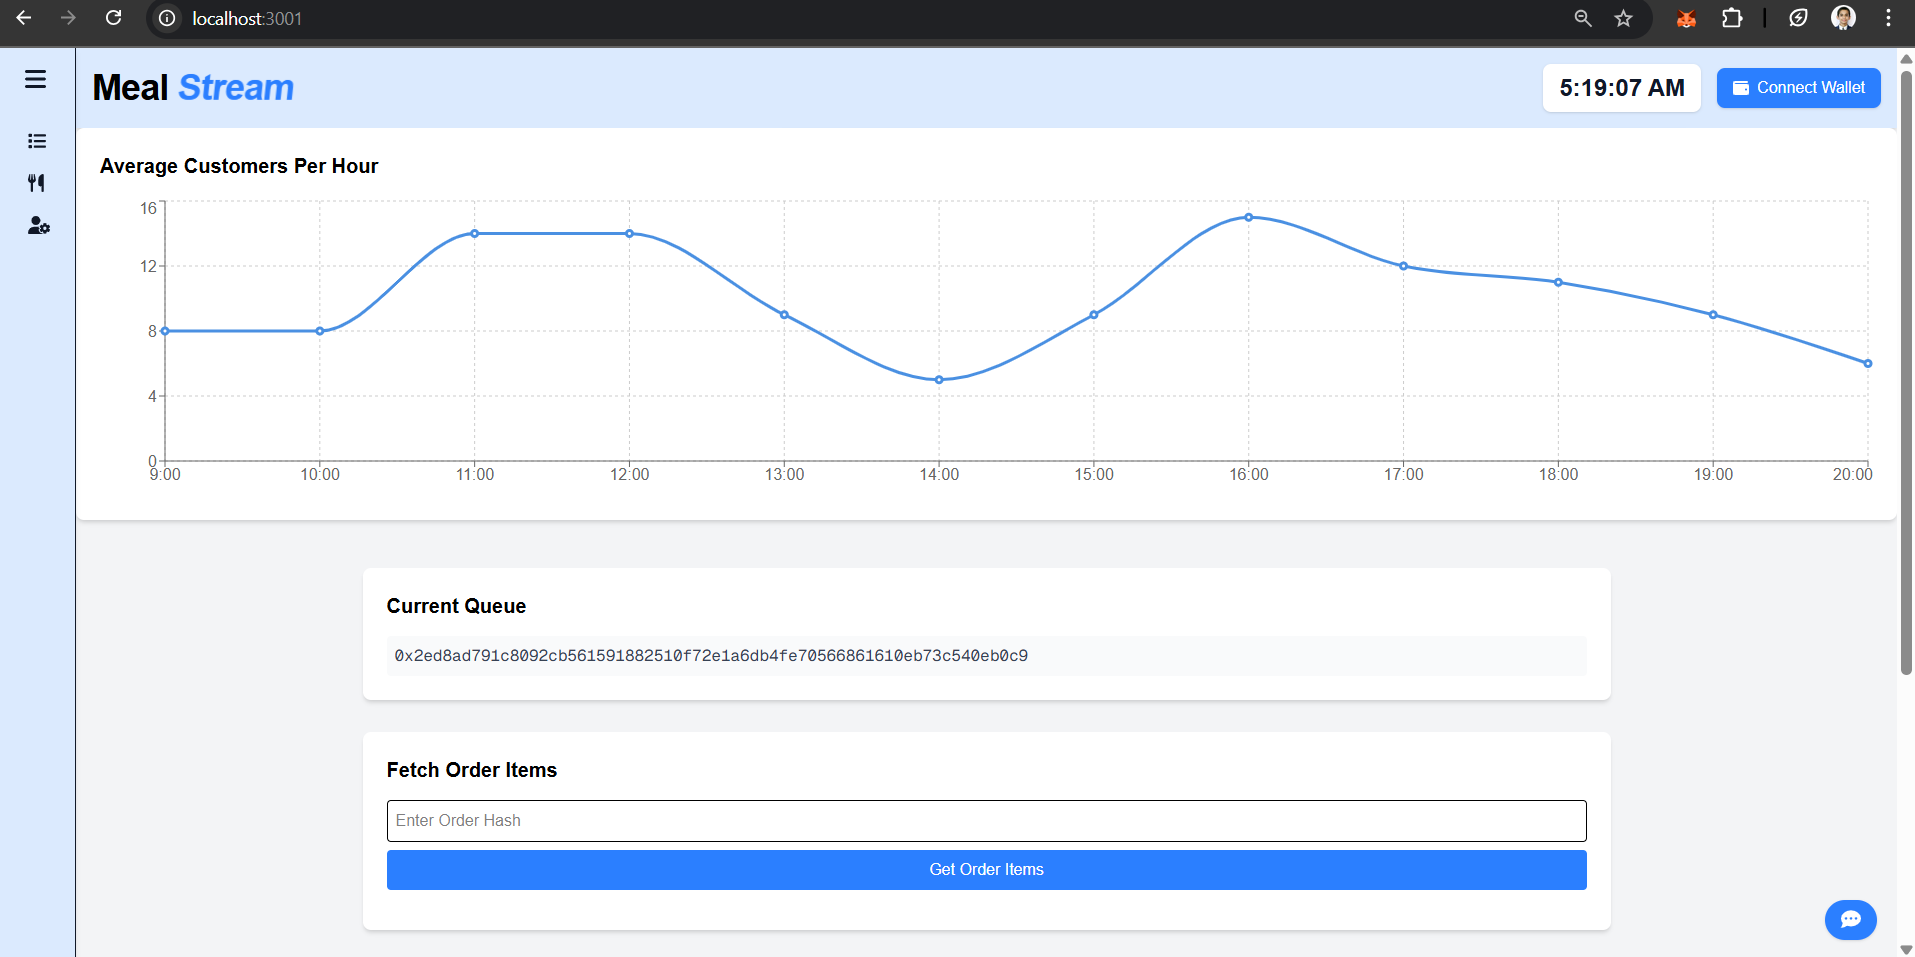 localhost:3001
Meal Stream
5:19:07 AM
Connect Wallet
Average Customers Per Hour
16
12
8
4
0
9:00 10:00 11:00 12:00 13:00 14:00 15:00 16:00 17:00 18:00 19:00 20:00
Current Queue
0x2ed8ad791c8092cb561591882510f72e1a6db4fe70566861610eb73c540eb0c9
Fetch Order Items
Enter Order Hash
Get Order Items